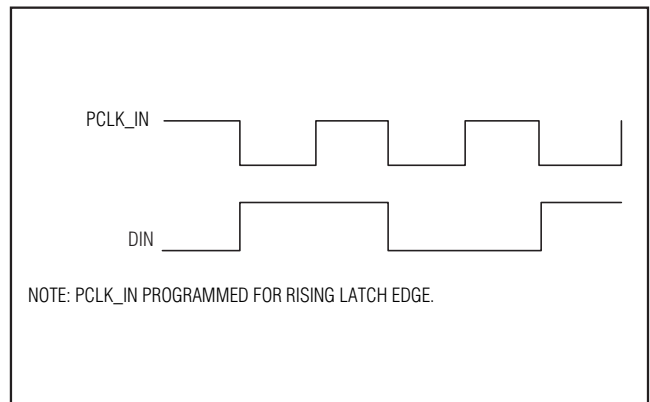 PCLK_IN
DIN
NOTE: PCLK_IN PROGRAMMED FOR RISING LATCH EDGE.